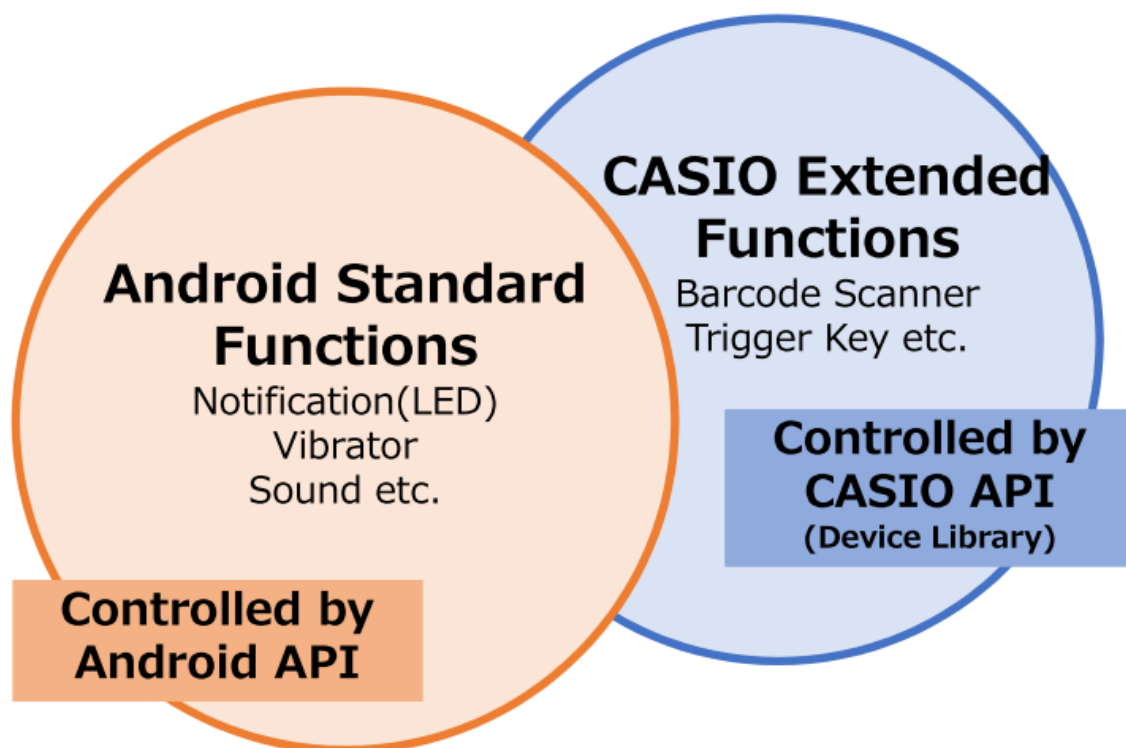 Android Standard
Functions
Notification(LED)
Vibrator
Sound etc.
Controlled by
Android API
CASIO Extended
Functions
Barcode Scanner
Trigger Key etc.
Controlled by
CASIO API
(Device Library)